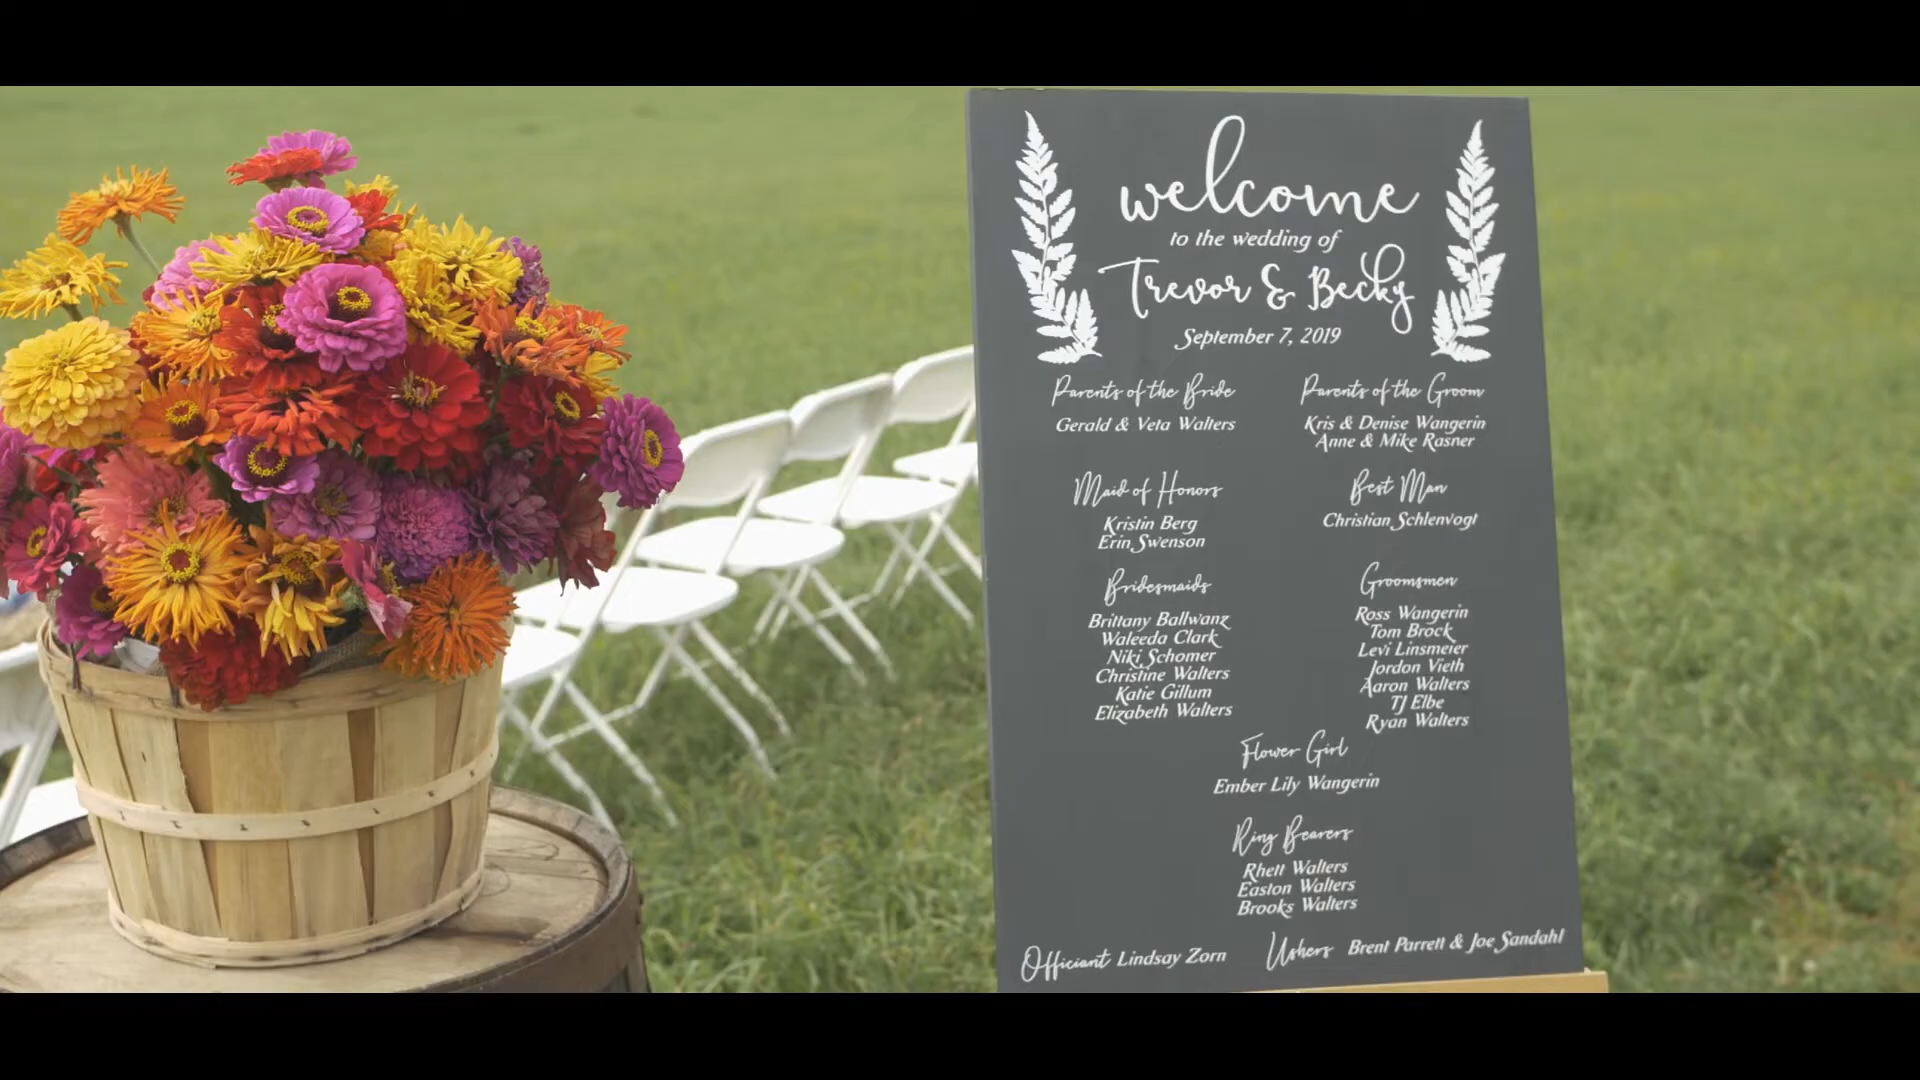 welcome
to the wedding of
Trevor & Becky
September 7, 2019
Parents of the Bride
Gerald & Veta Walters
Parents of the Groom
Kris & Denise Wangerin
Anne & Mike Rasner
Maid of Honors
Kristin Berg
Erin Swenson
Best Man
Christian Schlenvogt
Bridesmaids
Brittany Ballwanz
Waleeda Clark
Niki Schomer
Christine Walters
Katie Gillum
Elizabeth Walters
Groomsmen
Ross Wangerin
Tom Brock
Levi Linsmeier
Jordon Vieth
Aaron Walters
TJ Elbe
Ryan Walters
Flower Girl
Ember Lily Wangerin
Ring Bearers
Rhett Walters
Easton Walters
Brooks Walters
Officiant Lindsay Zorn
Ushers Brent Parrett & Joe Sandahl